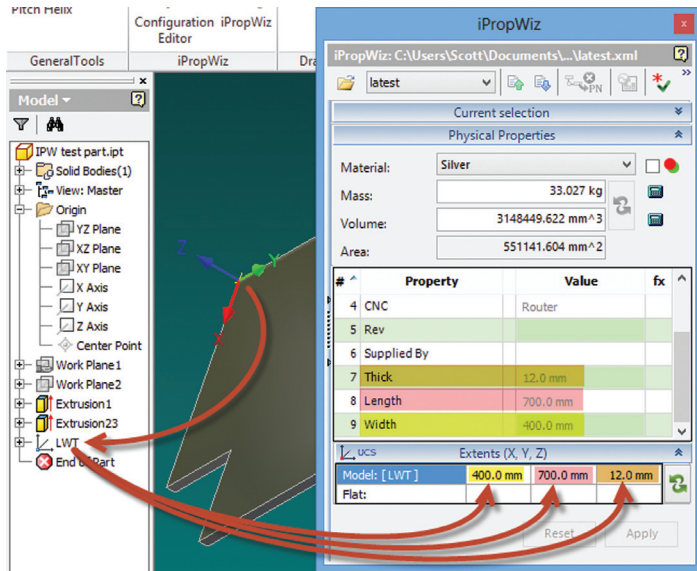 Pitch Helix
Configuration iPropWiz
Editor
GeneralTools
iPropWiz
Model
IPW test part.ipt
Solid Bodies(1)
View: Master
Origin
YZ Plane
XZ Plane
XY Plane
X Axis
Y Axis
Z Axis
Center Point
Work Plane1
Work Plane2
Extrusion1
Extrusion23
LWT
End of Part
Z
Y
X
iPropWiz
iPropWiz: C:\Users\Scott\Documents\...\latest.xml
latest
PN
Current selection
Physical Properties
Material: Silver
Mass: 33.027 kg
Volume: 3148449.622 mm^3
Area: 551141.604 mm^2
# Property Value fx
4 CNC Router
5 Rev
6 Supplied By
7 Thick 12.0 mm
8 Length 700.0 mm
9 Width 400.0 mm
UCS Extents (X, Y, Z)
Model: [LWT] 400.0 mm 700.0 mm 12.0 mm
Flat:
Reset Apply